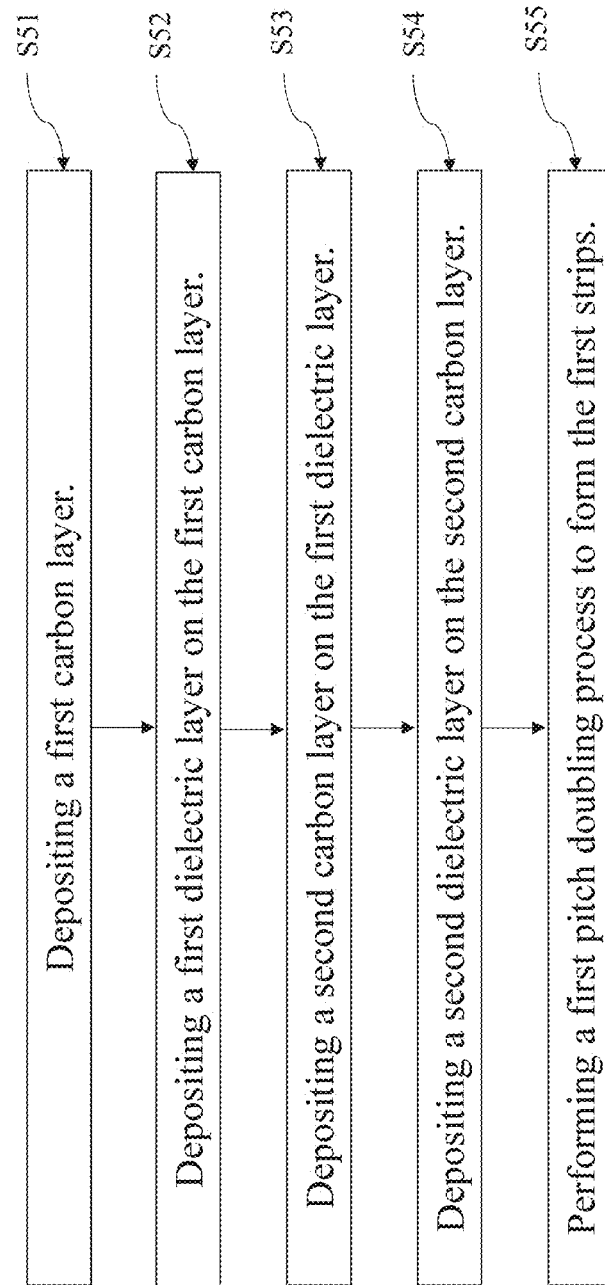 Depositing a first carbon layer.
S51
Depositing a first dielectric layer on the first carbon layer.
S52
Depositing a second carbon layer on the first dielectric layer.
S53
Depositing a second dielectric layer on the second carbon layer.
S54
Performing a first pitch doubling process to form the first strips.
S55